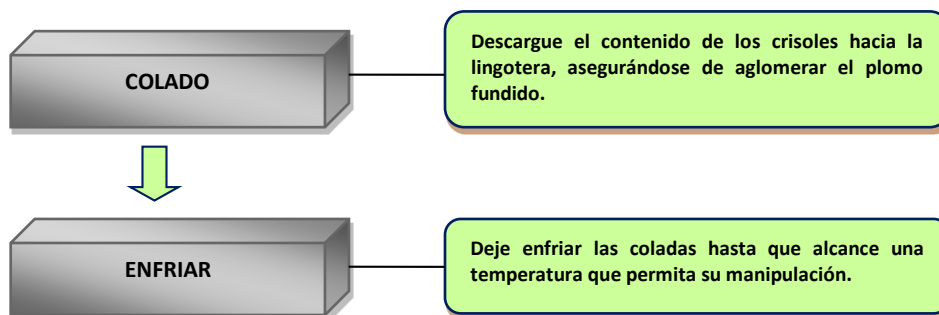 COLADO
Descargue el contenido de los crisoles hacia la
lingotera, asegurándose de aglomerar el plomo
fundido.
ENFRIAR
Deje enfriar las coladas hasta que alcance una
temperatura que permita su manipulación.